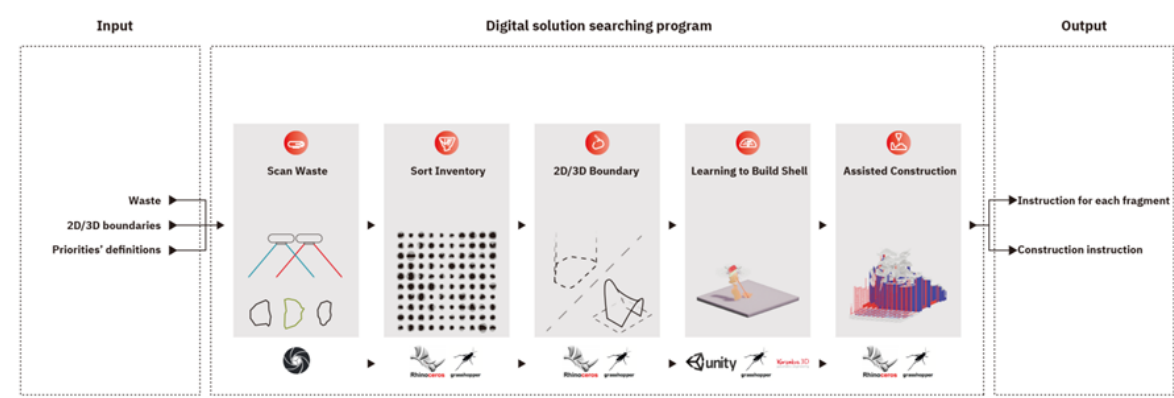 Input
Digital solution searching program
Output
Scan Waste
Sort Inventory
2D/3D Boundary
Learning to Build Shell
Assisted Construction
Waste
2D/3D boundaries
Priorities' definitions
Instruction for each fragment
Construction instruction
Rhinoceros
grasshopper
Rhinoceros
grasshopper
unity
grasshopper
Karamba 3D
Rhinoceros
grasshopper